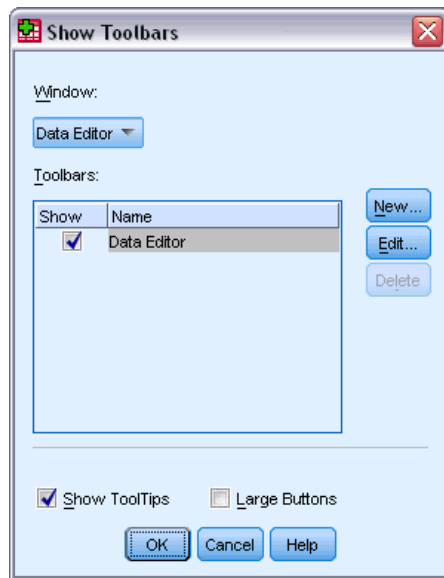 Show Toolbars
Window:
Data Editor
Toolbars:
Show Name
Data Editor
New...
Edit...
Delete
Show ToolTips Large Buttons
OK Cancel Help